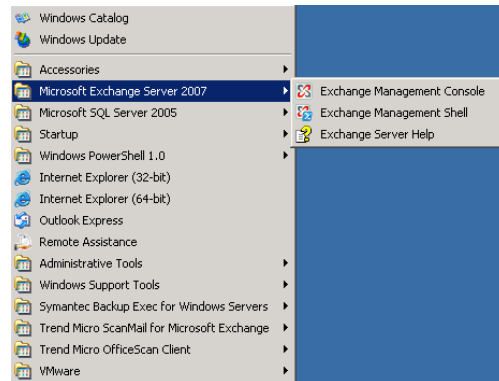 Windows Catalog
Windows Update
Accessories
Microsoft Exchange Server 2007
Microsoft SQL Server 2005
Startup
Windows PowerShell 1.0
Internet Explorer (32-bit)
Internet Explorer (64-bit)
Outlook Express
Remote Assistance
Administrative Tools
Windows Support Tools
Symantec Backup Exec for Windows Servers
Trend Micro ScanMail for Microsoft Exchange
Trend Micro OfficeScan Client
VMware
Exchange Management Console
Exchange Management Shell
Exchange Server Help